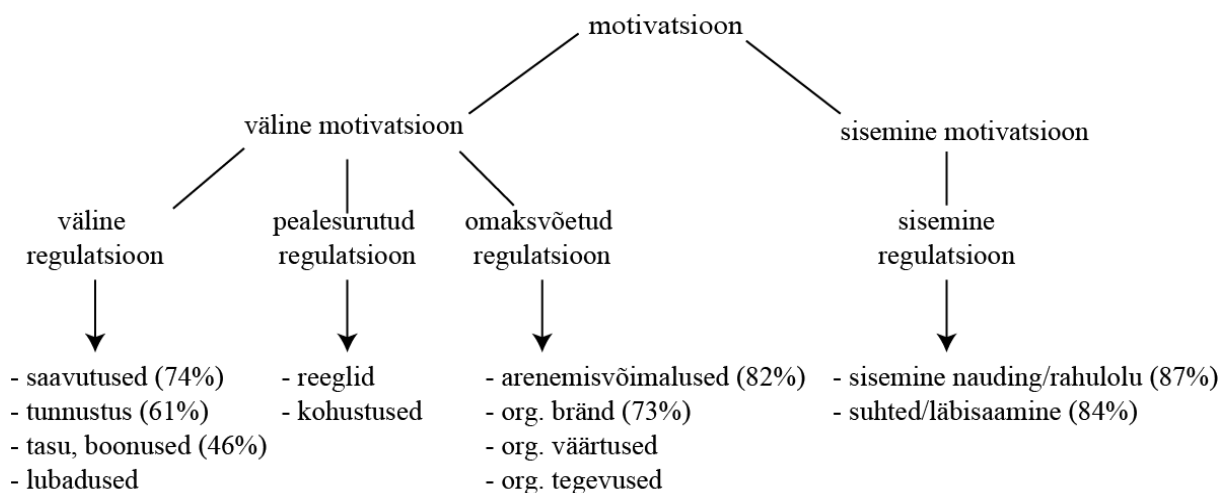 motivatsioon
väline motivatsioon
sisemine motivatsioon
väline
regulatsioon
pealesurutud
regulatsioon
omaksvõetud
regulatsioon
sisemine
regulatsioon
- saavutused (74%)
- tunnustus (61%)
- tasu, boonused (46%)
- lubadused
- reeglid
- kohustused
- arenemisvõimalused (82%)
- org. bränd (73%)
- org. väärtused
- org. tegevused
- sisemine nauding/rahulolu (87%)
- suhted/läbisaamine (84%)